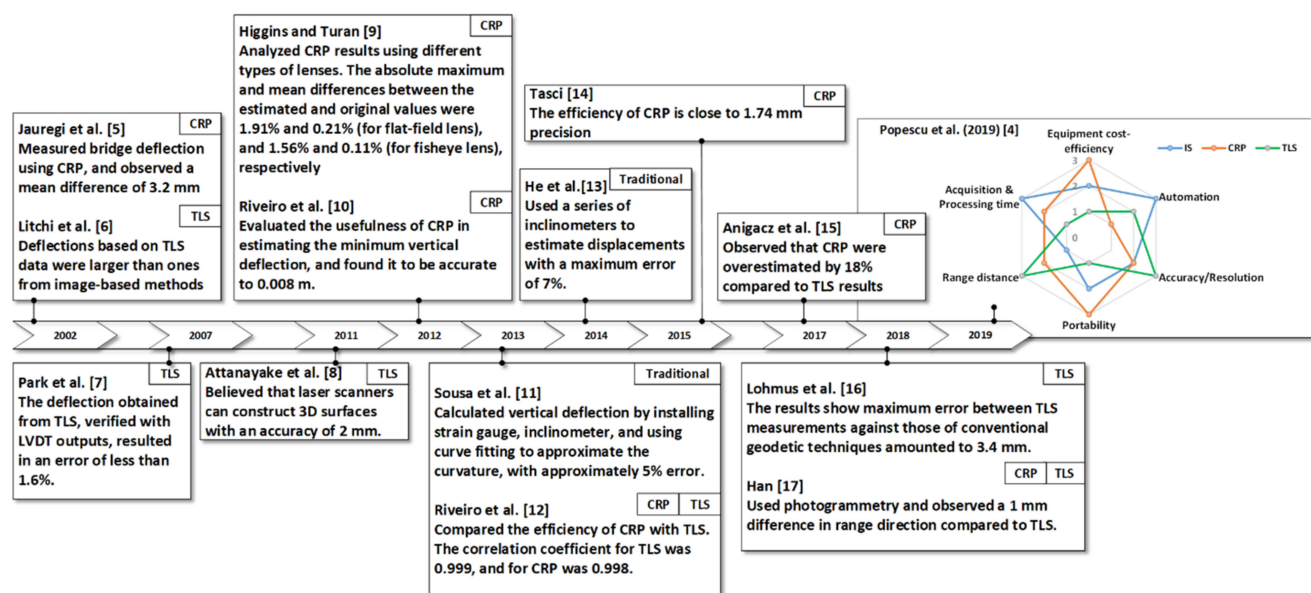 Jauregi et al. [5]
CRP
Measured bridge deflection
using CRP, and observed a
mean difference of 3.2 mm
Litchi et al. [6]
TLS
Deflections based on TLS
data were larger than ones
from image-based methods
Higgins and Turan [9]
CRP
Analyzed CRP results using different
types of lenses. The absolute maximum
and mean differences between the
estimated and original values were
1.91% and 0.21% (for flat-field lens),
and 1.56% and 0.11% (for fisheye lens),
respectively
Riveiro et al. [10]
CRP
Evaluated the usefulness of CRP in
estimating the minimum vertical
deflection, and found it to be accurate
to 0.008 m.
He et al.[13]
Traditional
Used a series of
inclinometers to
estimate displacements
with a maximum error
of 7%.
Tasci [14]
CRP
The efficiency of CRP is close to 1.74 mm
precision
Anigacz et al. [15]
CRP
Observed that CRP were
overestimated by 18%
compared to TLS results
Popescu et al. (2019) [4]
Equipment cost-
efficiency
IS
CRP
TLS
3
2
1
0
Acquisition &
Processing time
Automation
Range distance
Accuracy/Resolution
Portability
2002
2007
2011
2012
2013
2014
2015
2017
2018
2019
Park et al. [7]
TLS
The deflection obtained
from TLS, verified with
LVDT outputs, resulted
in an error of less than
1.6%.
Attanayake et al. [8]
TLS
Believed that laser scanners
can construct 3D surfaces
with an accuracy of 2 mm.
Sousa et al. [11]
Traditional
Calculated vertical deflection by installing
strain gauge, inclinometer, and using
curve fitting to approximate the
curvature, with approximately 5% error.
Riveiro et al. [12]
CRP
TLS
Compared the efficiency of CRP with TLS.
The correlation coefficient for TLS was
0.999, and for CRP was 0.998.
Lohmus et al. [16]
TLS
The results show maximum error between TLS
measurements against those of conventional
geodetic techniques amounted to 3.4 mm.
Han [17]
CRP
TLS
Used photogrammetry and observed a 1 mm
difference in range direction compared to TLS.